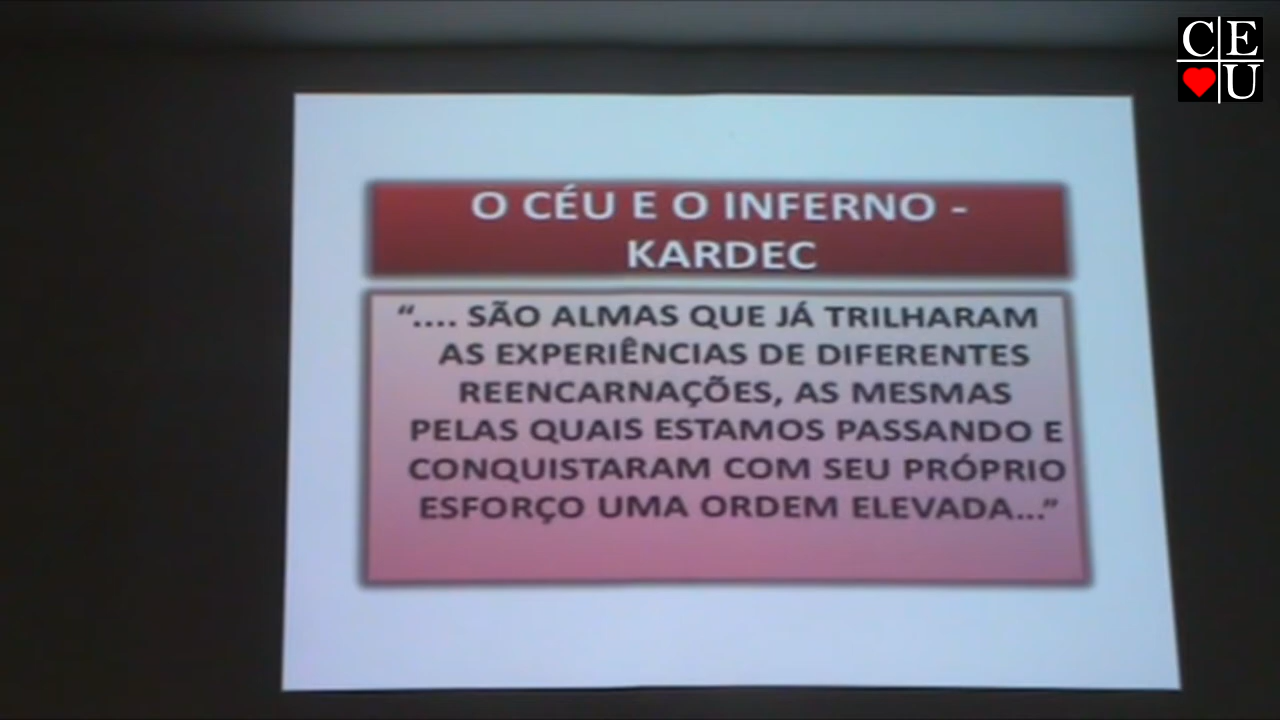 CE
U
O CÉU E O INFERNO -
KARDEC
“.... SÃO ALMAS QUE JÁ TRILHARAM
AS EXPERIÊNCIAS DE DIFERENTES
REENCARNAÇÕES, AS MESMAS
PELAS QUAIS ESTAMOS PASSANDO E
CONQUISTARAM COM SEU PRÓPRIO
ESFORÇO UMA ORDEM ELEVADA...”